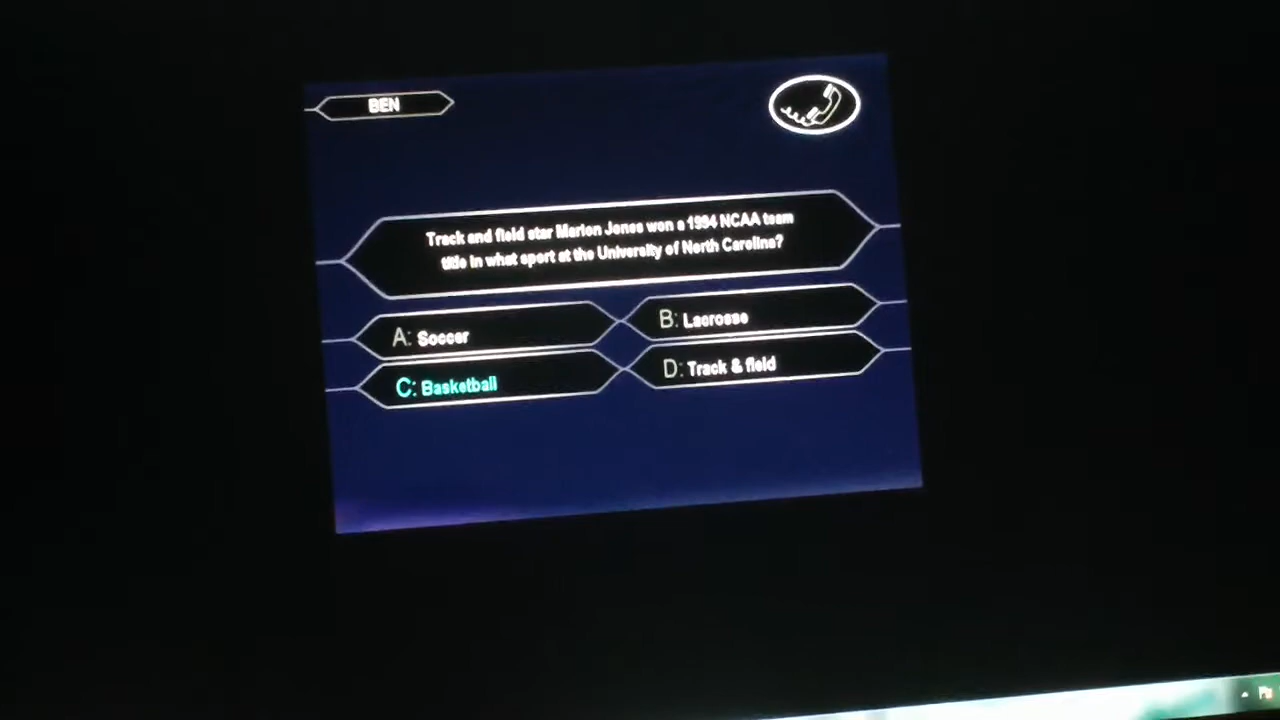 BEN
Track and field star Marion Jones won a 1994 NCAA team
title in what sport at the University of North Carolina?
A: Soccer
B: Lacrosse
C: Basketball
D: Track & field